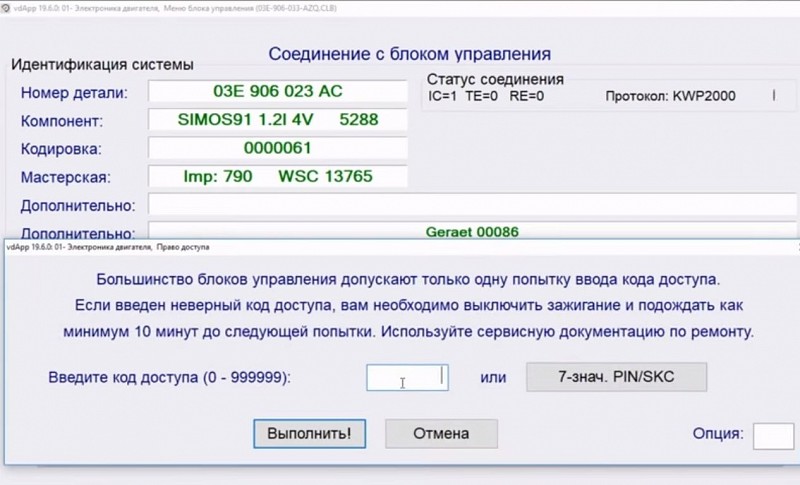 vdApp 19.6.0: 01- Электроника двигателя, Меню блока управления (03E-906-033-AZQ.CLB)
Соединение с блоком управления
Идентификация системы
Статус соединения
Номер детали: 03E 906 023 AC
IC=1 TE=0 RE=0 Протокол: KWP2000
Компонент: SIMOS91 1.2l 4V 5288
Кодировка: 0000061
Мастерская: Imp: 790 WSC 13765
Дополнительно:
Дополнительно: Geraet 00086
vdApp 19.6.0: 01- Электроника двигателя, Право доступа
Большинство блоков управления допускают только одну попытку ввода кода доступа.
Если введен неверный код доступа, вам необходимо выключить зажигание и подождать как
минимум 10 минут до следующей попытки. Используйте сервисную документацию по ремонту.
Введите код доступа (0 - 999999): или 7-знач. PIN/SKC
Выполнить! Отмена Опция: